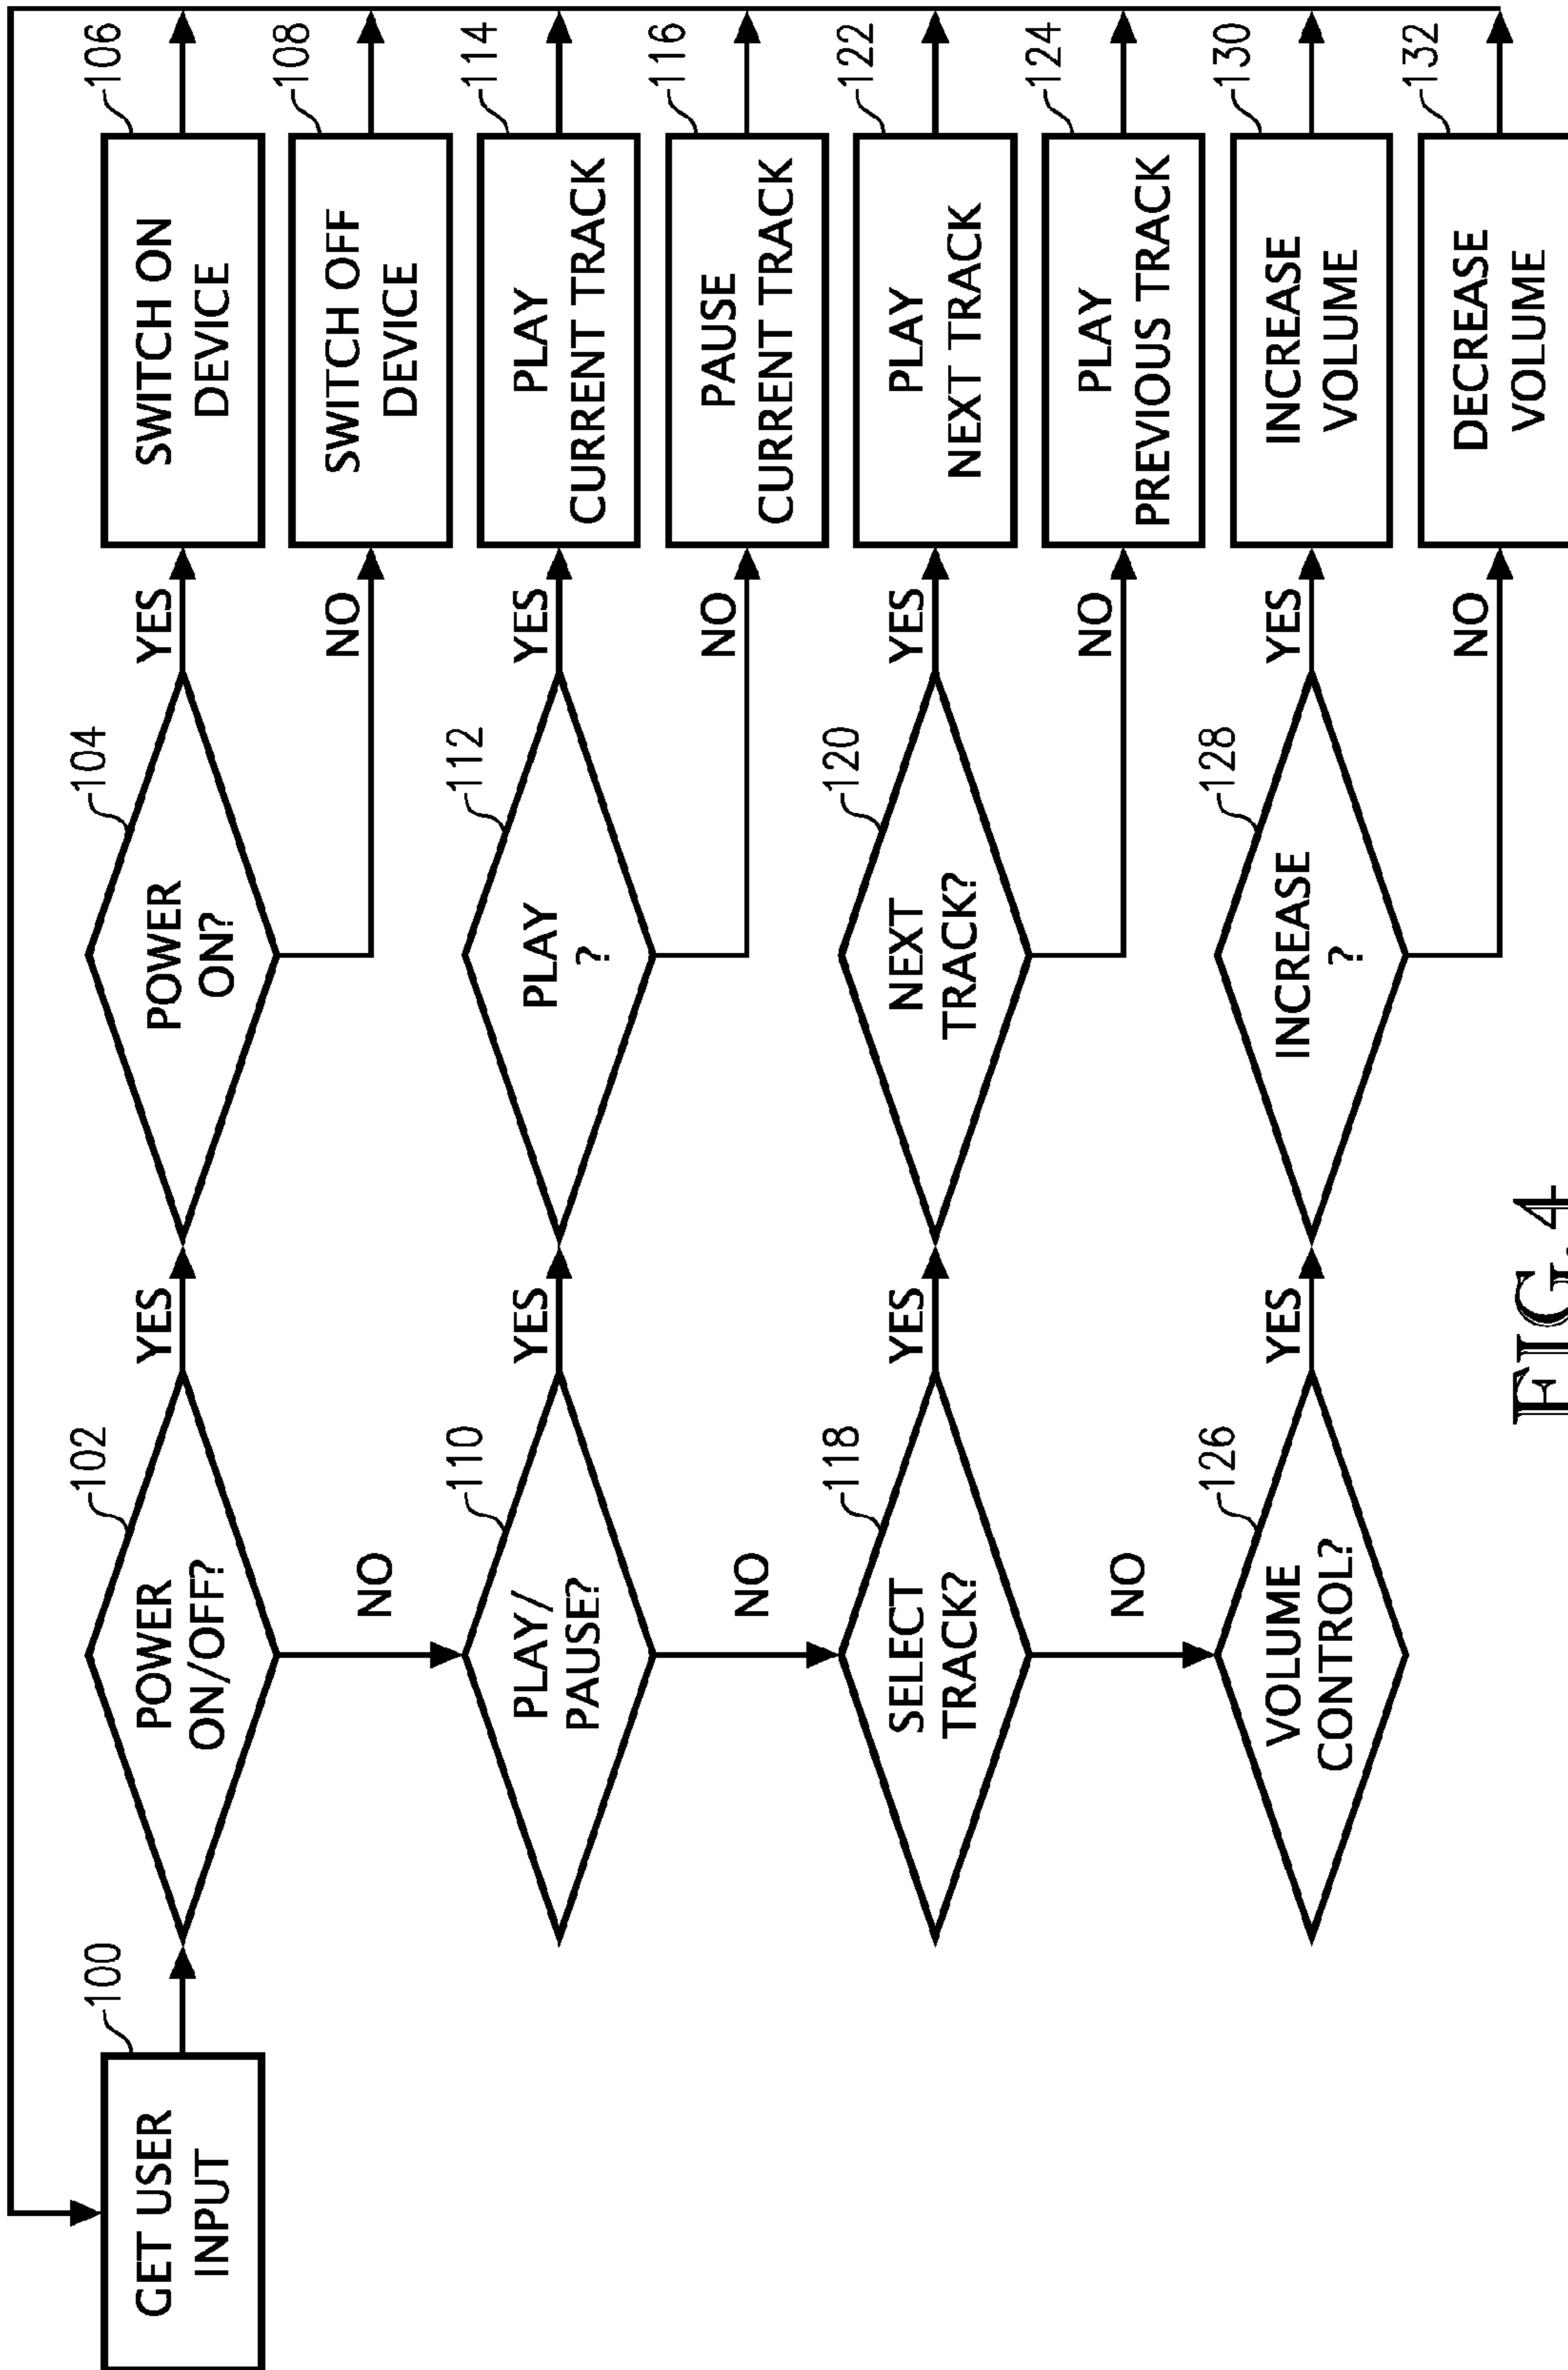 GET USER
INPUT
100
POWER
ON/OFF?
102
YES
NO
POWER
ON?
104
YES
NO
SWITCH ON
DEVICE
106
SWITCH OFF
DEVICE
108
PLAY/
PAUSE?
110
YES
NO
PLAY
?
112
YES
NO
PLAY
CURRENT TRACK
114
PAUSE
CURRENT TRACK
116
SELECT
TRACK?
118
YES
NO
NEXT
TRACK?
120
YES
NO
PLAY
NEXT TRACK
122
PLAY
PREVIOUS TRACK
124
VOLUME
CONTROL?
126
YES
INCREASE
?
128
YES
NO
INCREASE
VOLUME
130
DECREASE
VOLUME
132
FIG. 4